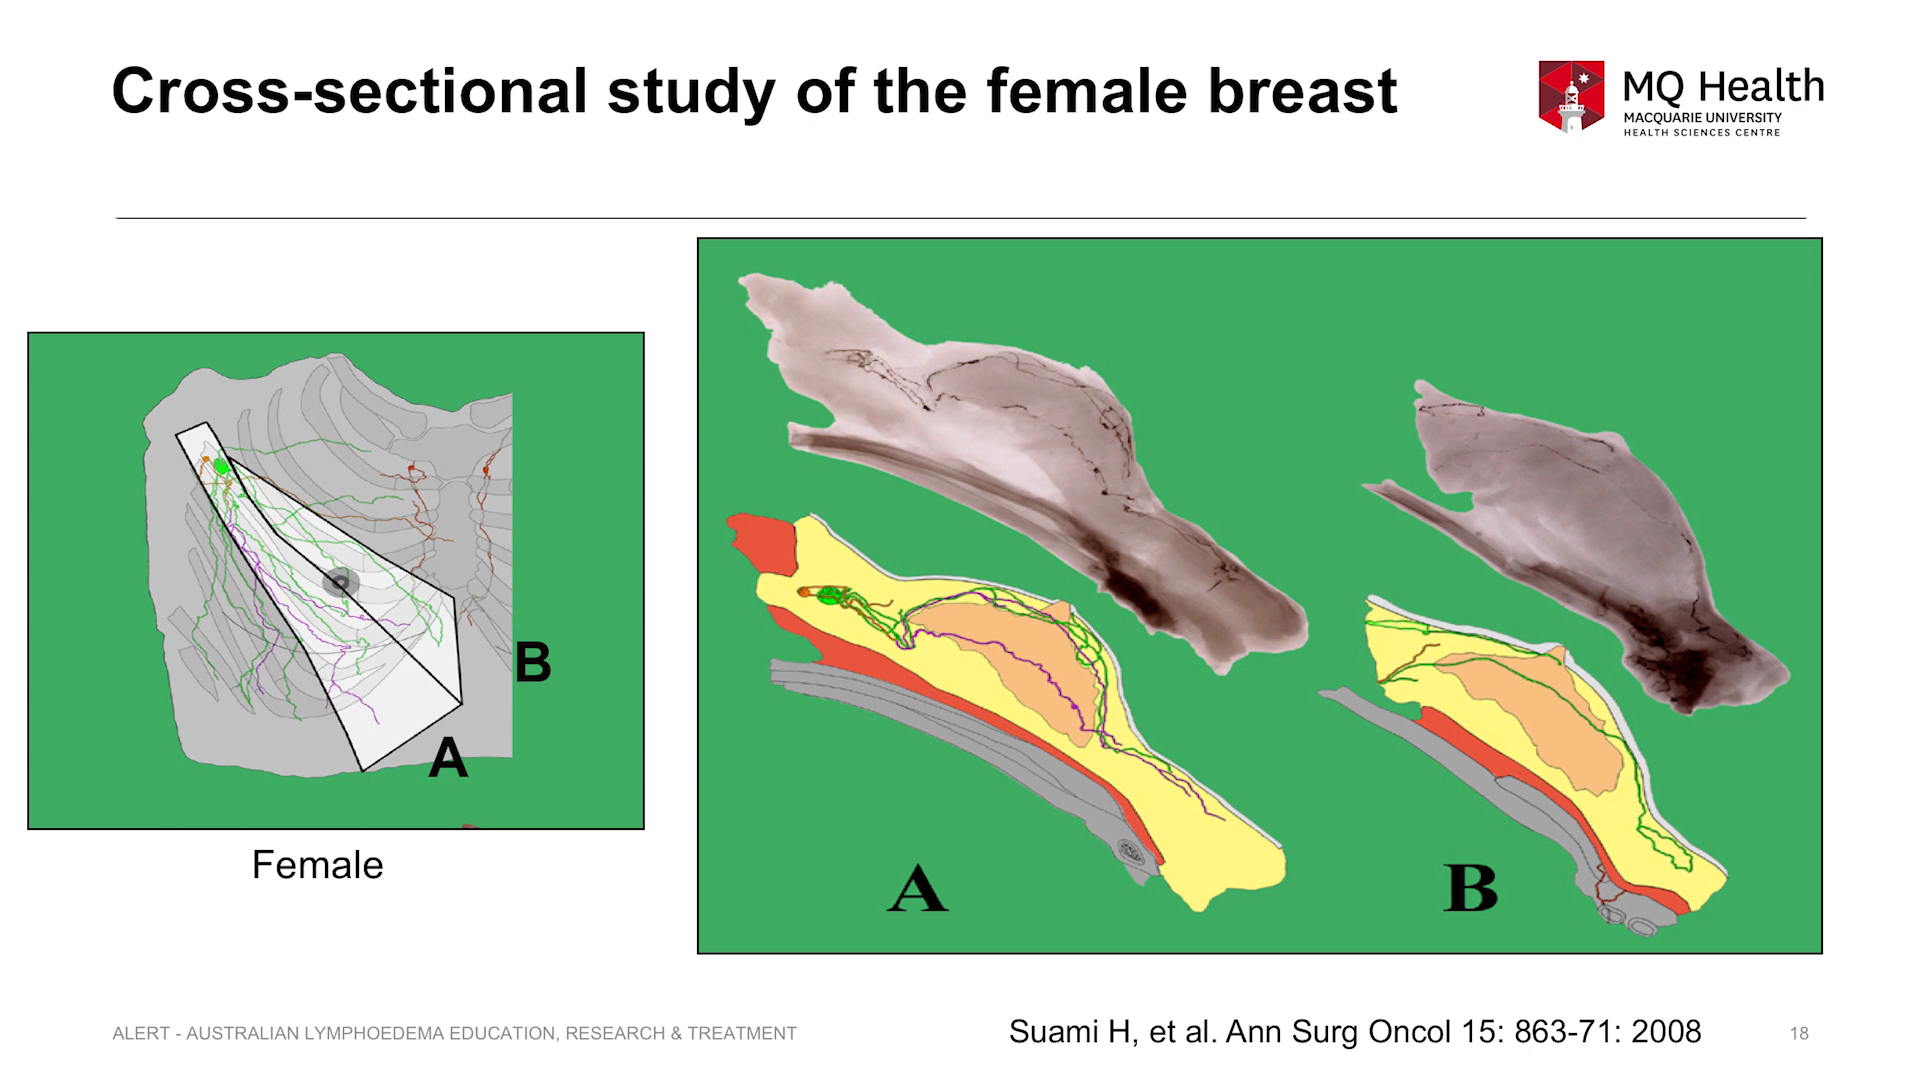 Cross-sectional study of the female breast
MQ Health
MACQUARIE UNIVERSITY
HEALTH SCIENCES CENTRE
B
A
Female
A
B
ALERT - AUSTRALIAN LYMPHOEDEMA EDUCATION, RESEARCH & TREATMENT
Suami H, et al. Ann Surg Oncol 15: 863-71: 2008
18